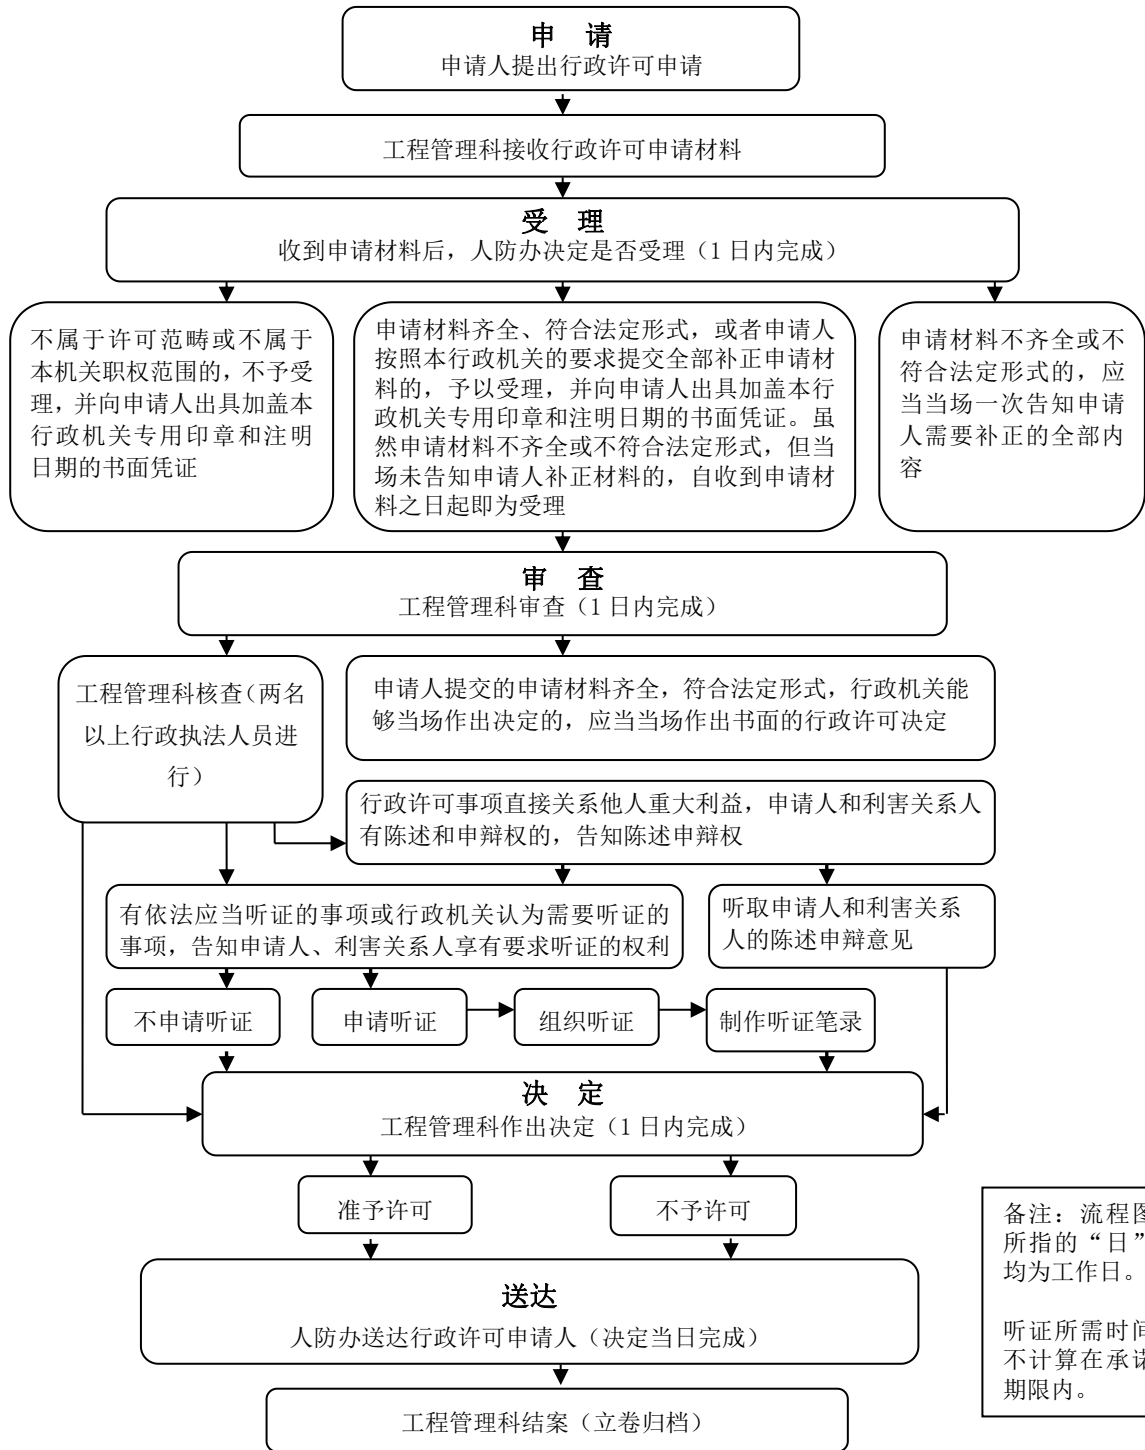 申　请
申请人提出行政许可申请
工程管理科接收行政许可申请材料
受　理
收到申请材料后，人防办决定是否受理（1日内完成）
不属于许可范畴或不属于
本机关职权范围的，不予受
理，并向申请人出具加盖本
行政机关专用印章和注明
日期的书面凭证
申请材料齐全、符合法定形式，或者申请人
按照本行政机关的要求提交全部补正申请材
料的，予以受理，并向申请人出具加盖本行
政机关专用印章和注明日期的书面凭证。虽
然申请材料不齐全或不符合法定形式，但当
场未告知申请人补正材料的，自收到申请材
料之日起即为受理
申请材料不齐全或不
符合法定形式的，应
当当场一次告知申请
人需要补正的全部内
容
审　查
工程管理科审查（1日内完成）
工程管理科核查（两名
以上行政执法人员进
行）
申请人提交的申请材料齐全，符合法定形式，行政机关能
够当场作出决定的，应当当场作出书面的行政许可决定
行政许可事项直接关系他人重大利益，申请人和利害关系人
有陈述和申辩权的，告知陈述申辩权
有依法应当听证的事项或行政机关认为需要听证的
事项，告知申请人、利害关系人享有要求听证的权利
听取申请人和利害关系
人的陈述申辩意见
不申请听证
申请听证
组织听证
制作听证笔录
决　定
工程管理科作出决定（1日内完成）
准予许可
不予许可
备注：流程图
所指的“日”
均为工作日。
听证所需时间
不计算在承诺
期限内。
送达
人防办送达行政许可申请人（决定当日完成）
工程管理科结案（立卷归档）